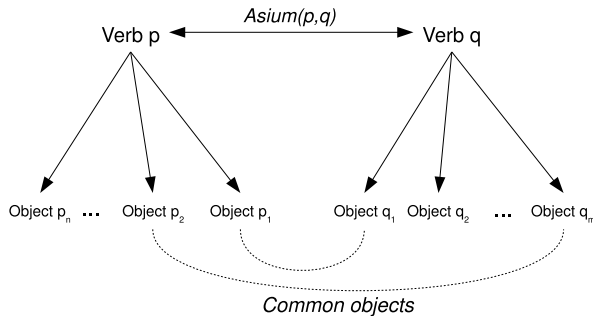 Asium(p,q)
Verb p Verb q
Object pn ... Object p2 Object p1 Object q1 Object q2 ... Object qm
Common objects